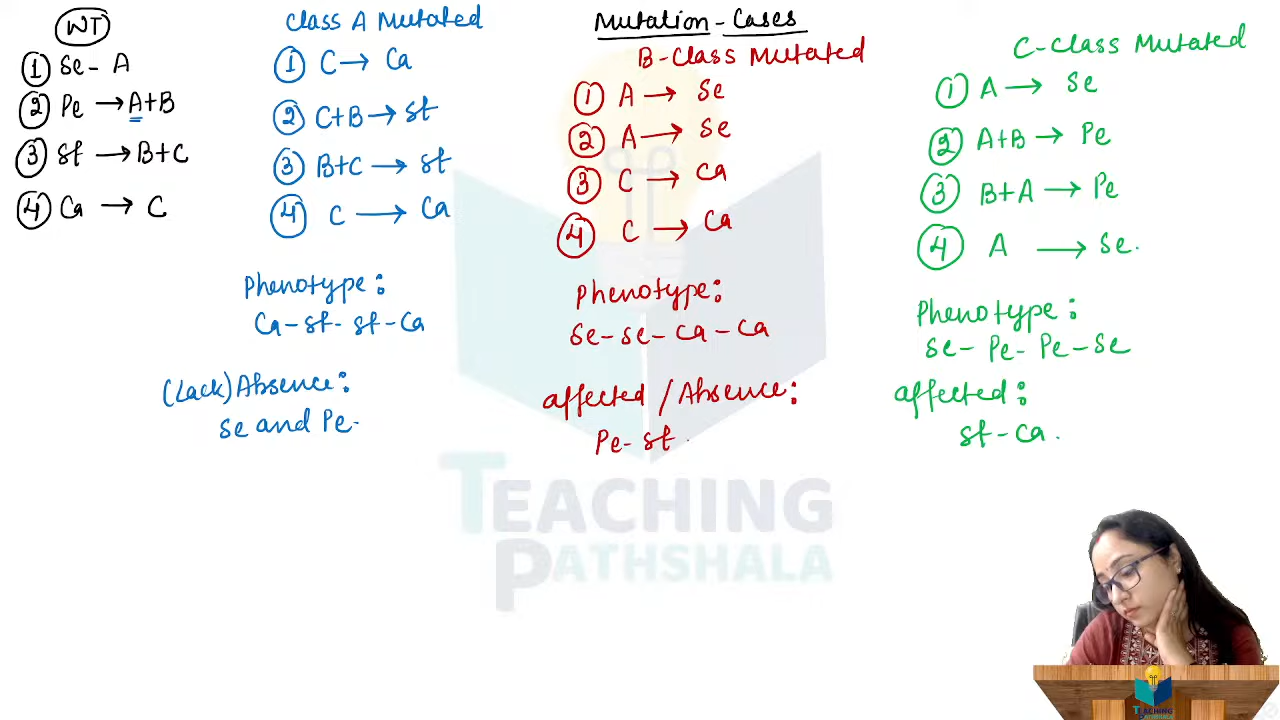 Mutation - Cases
WT
① Se - A
② Pe → A+B
③ St → B+C
④ Ca → C
Class A Mutated
① C → Ca
② C+B → St
③ B+C → St
④ C → Ca
Phenotype:
Ca - St - St - Ca
(Lack) Absence:
Se and Pe.
B-Class Mutated
① A → Se
② A → Se
③ C → Ca
④ C → Ca
Phenotype:
Se - Se - Ca - Ca
affected / Absence:
Pe - St.
C-Class Mutated
① A → Se
② A+B → Pe
③ B+A → Pe
④ A → Se.
Phenotype:
Se - Pe - Pe - Se
affected:
St - Ca.
TEACHING
PATHSHALA
TEACHING
PATHSHALA